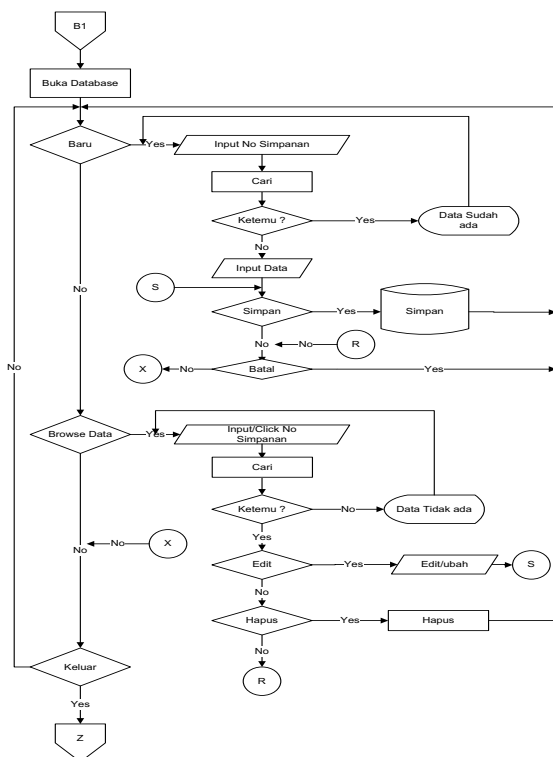 B1
Buka Database
Baru
Yes
Input No Simpanan
Cari
Ketemu ?
Yes
Data Sudah
ada
No
Input Data
S
Simpan
Yes
Simpan
No
No
R
X
No
Batal
Yes
No
No
Browse Data
Yes
Input/Click No
Simpanan
Cari
Ketemu ?
No
Data Tidak ada
Yes
No
No
X
Edit
Yes
Edit/ubah
S
No
Hapus
Yes
Hapus
No
R
Keluar
Yes
Z